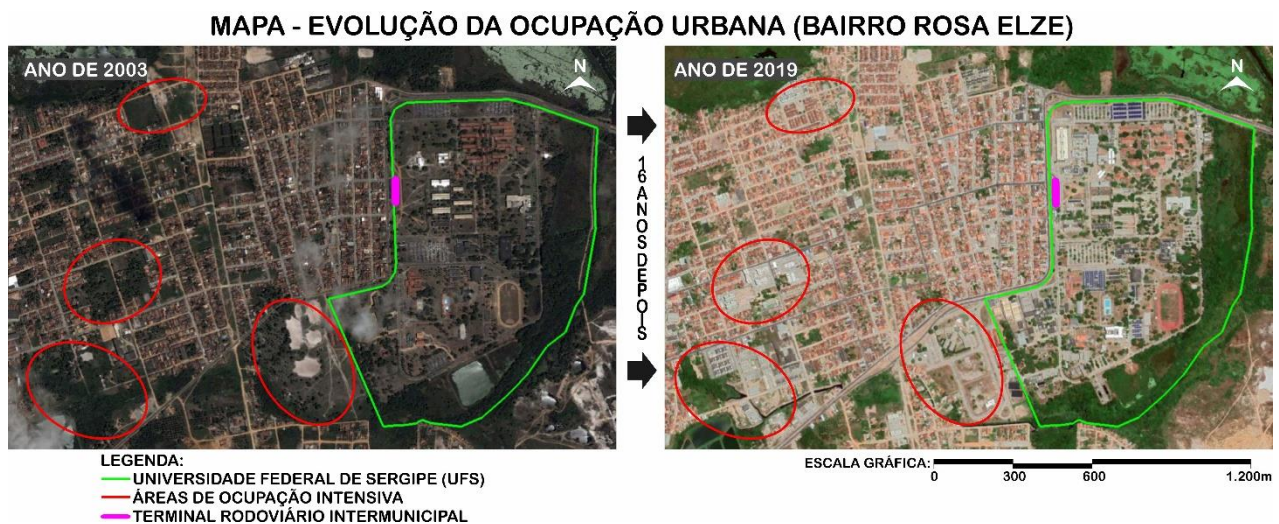 MAPA - EVOLUÇÃO DA OCUPAÇÃO URBANA (BAIRRO ROSA ELZE)
ANO DE 2003
N
16 ANOS DEPOIS
ANO DE 2019
N
LEGENDA:
UNIVERSIDADE FEDERAL DE SERGIPE (UFS)
ÁREAS DE OCUPAÇÃO INTENSIVA
TERMINAL RODOVIÁRIO INTERMUNICIPAL
ESCALA GRÁFICA:
0 300 600 1.200m